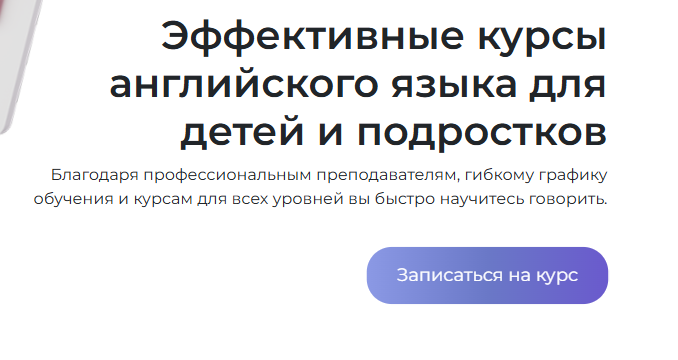 Эффективные курсы
английского языка для
детей и подростков
Благодаря профессиональным преподавателям, гибкому графику
обучения и курсам для всех уровней вы быстро научитесь говорить.
Записаться на курс